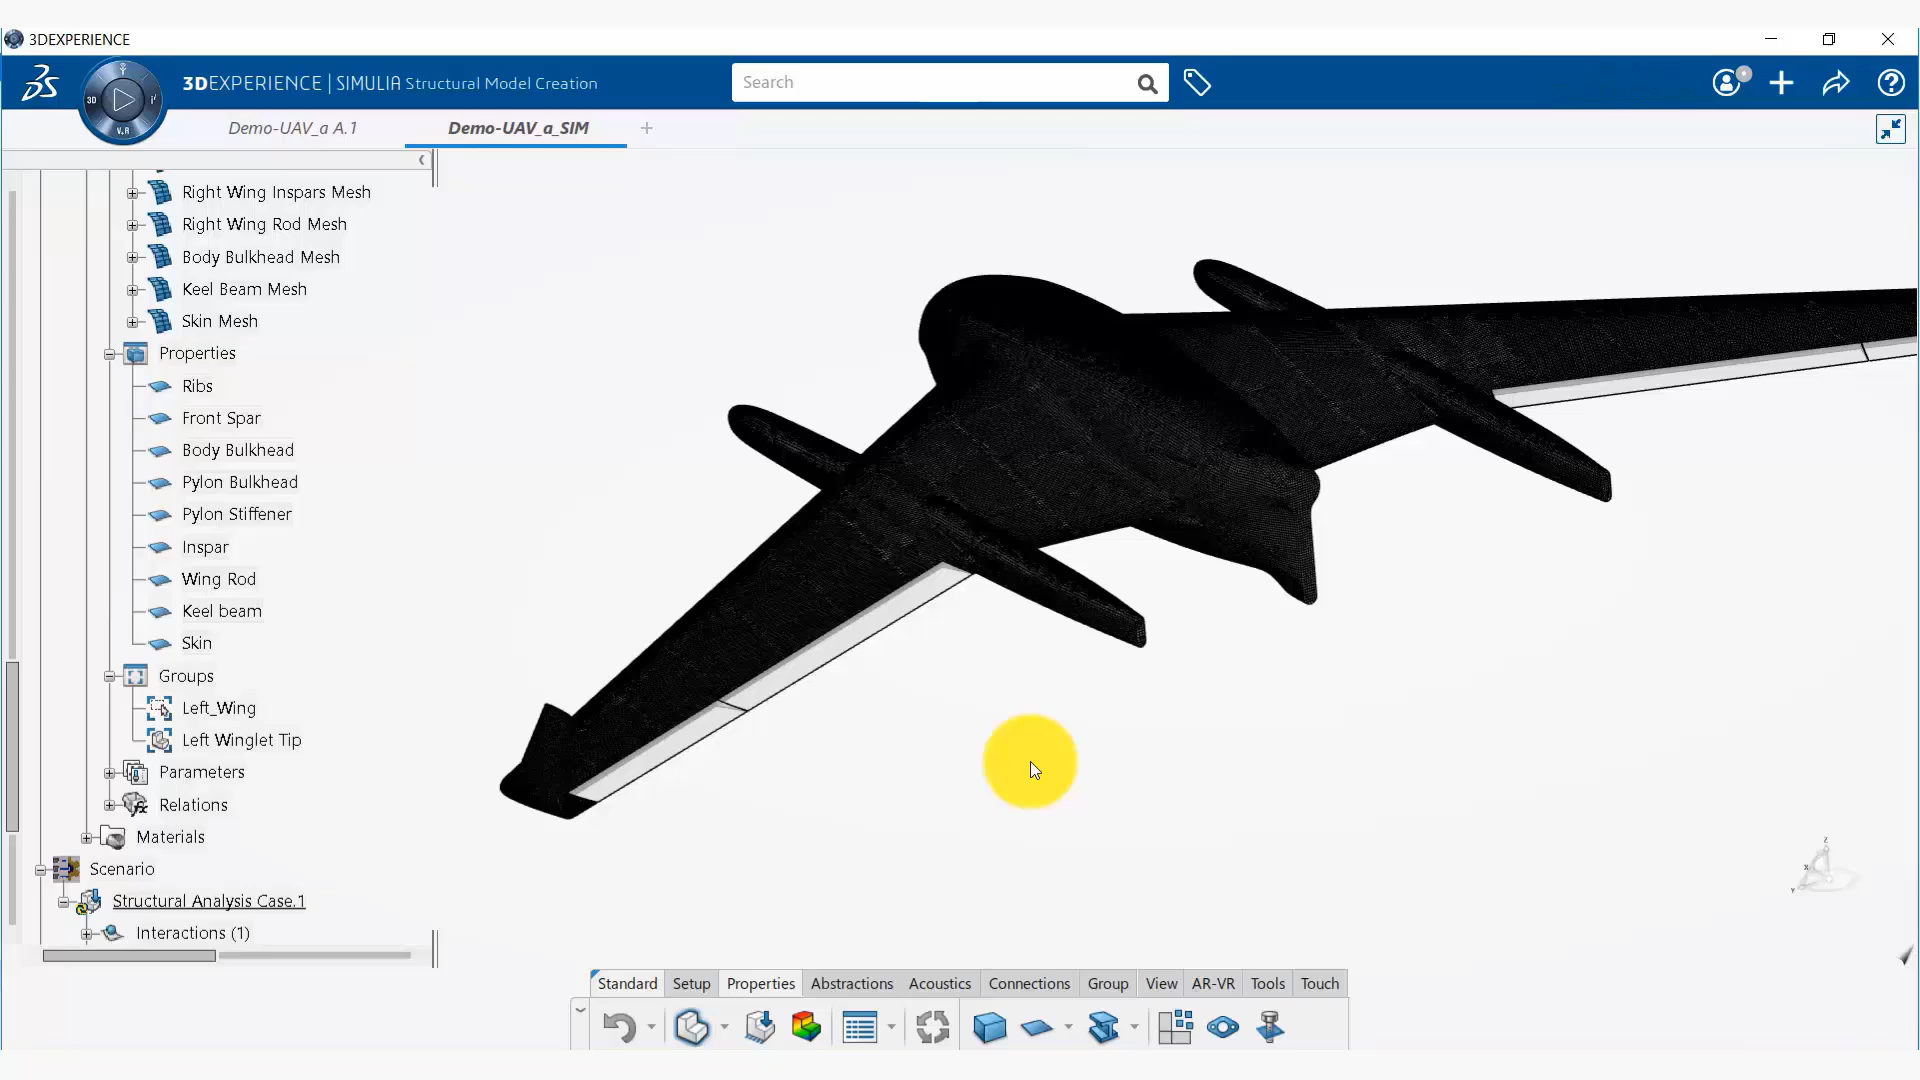 3DEXPERIENCE
3DEXPERIENCE | SIMULIA Structural Model Creation
Search
3D
V.R
Demo-UAV_a A.1
Demo-UAV_a_SIM
Right Wing Inspars Mesh
Right Wing Rod Mesh
Body Bulkhead Mesh
Keel Beam Mesh
Skin Mesh
Properties
Ribs
Front Spar
Body Bulkhead
Pylon Bulkhead
Pylon Stiffener
Inspar
Wing Rod
Keel beam
Skin
Groups
Left_Wing
Left Winglet Tip
Parameters
Relations
Materials
Scenario
Structural Analysis Case.1
Interactions (1)
z
x
Y
Standard Setup Properties Abstractions Acoustics Connections Group View AR-VR Tools Touch